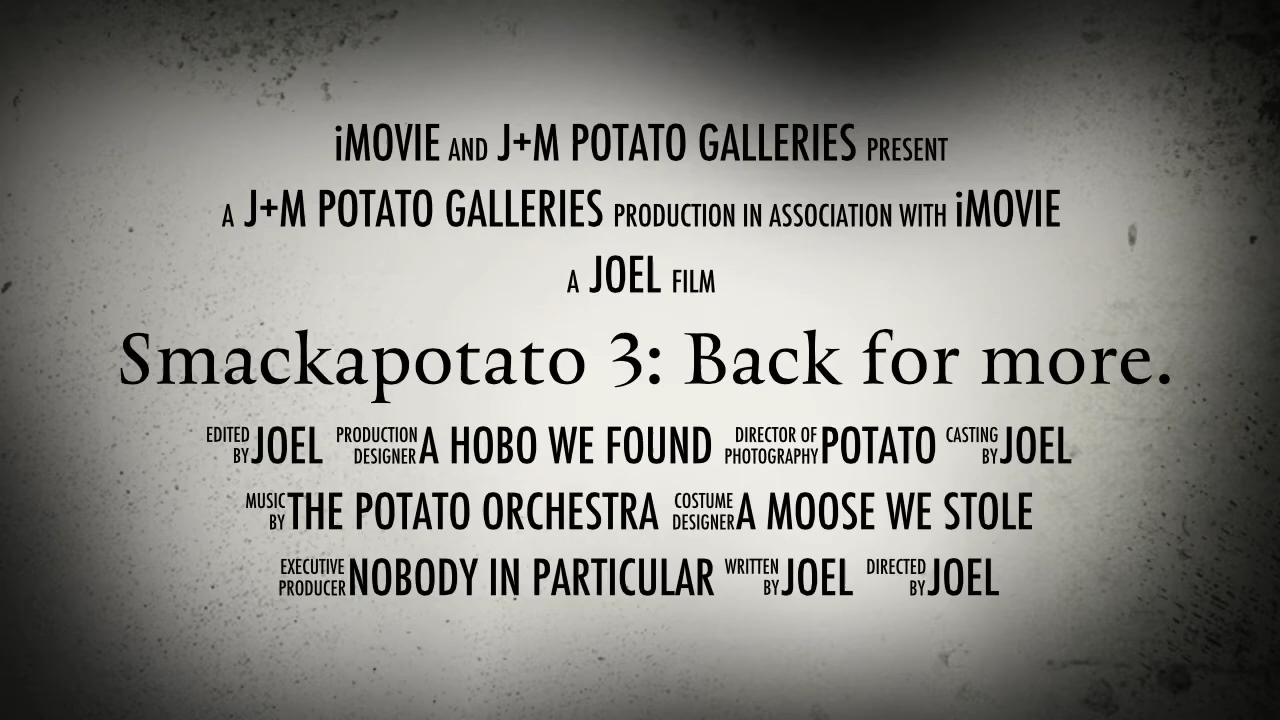 iMOVIE AND J+M POTATO GALLERIES PRESENT
A J+M POTATO GALLERIES PRODUCTION IN ASSOCIATION WITH iMOVIE
A JOEL FILM
Smackapotato 3: Back for more.
EDITED BY JOEL PRODUCTION DESIGNER A HOBO WE FOUND DIRECTOR OF PHOTOGRAPHY POTATO CASTING BY JOEL
MUSIC BY THE POTATO ORCHESTRA COSTUME DESIGNER A MOOSE WE STOLE
EXECUTIVE PRODUCER NOBODY IN PARTICULAR WRITTEN BY JOEL DIRECTED BY JOEL